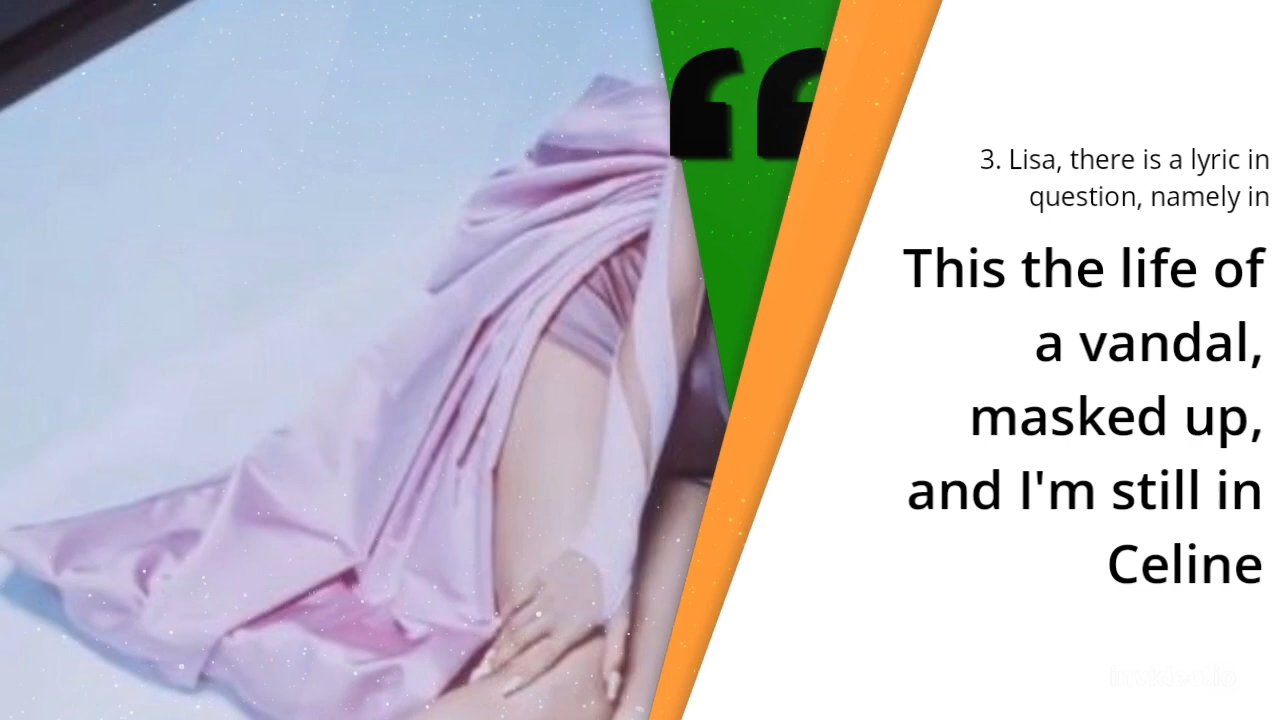 “
3. Lisa, there is a lyric in
question, namely in
This the life of
a vandal,
masked up,
and I'm still in
Celine